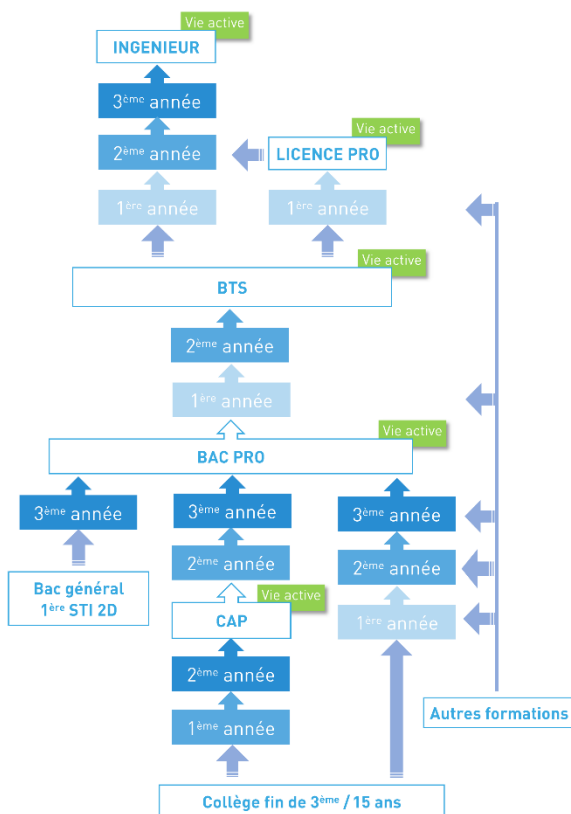 Vie active
INGENIEUR
3ème année
2ème année
Vie active
LICENCE PRO
1ère année
1ère année
Vie active
BTS
2ème année
1ère année
Vie active
BAC PRO
3ème année
3ème année
3ème année
2ème année
2ème année
Bac général
1ère STI 2D
Vie active
CAP
1ère année
2ème année
1ème année
Autres formations
Collège fin de 3ème / 15 ans